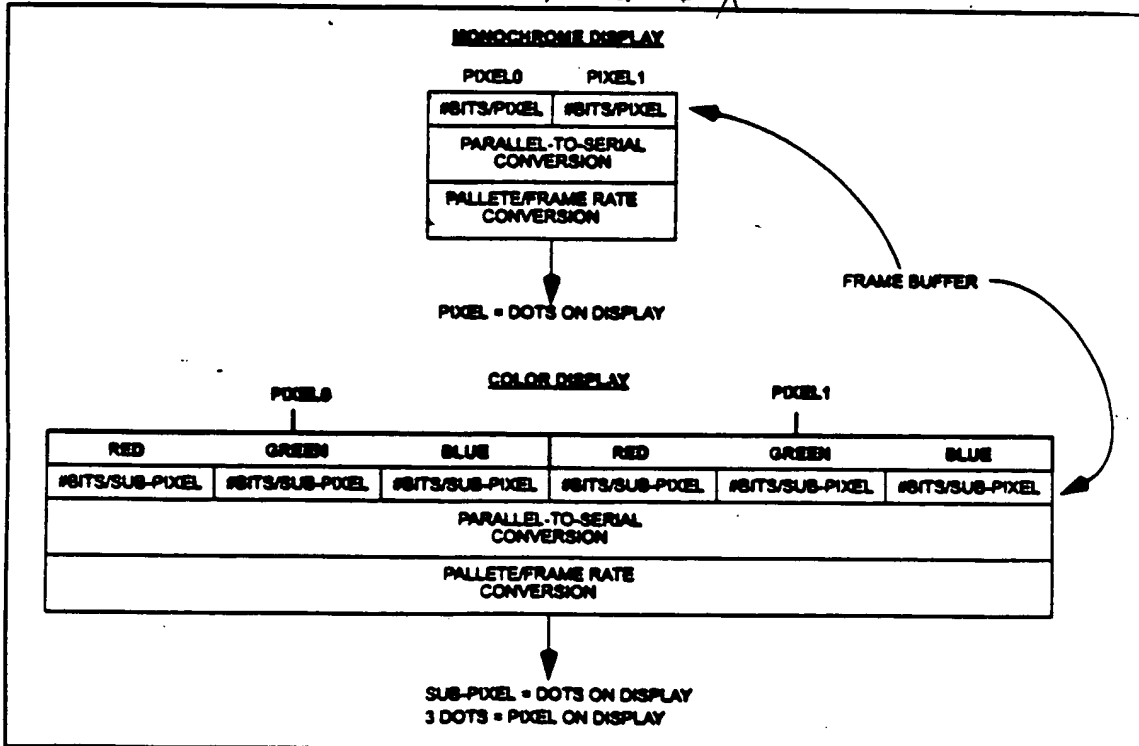 MONOCHROME DISPLAY
PIXEL0 PIXEL1
#BITS/PIXEL #BITS/PIXEL
PARALLEL-TO-SERIAL
CONVERSION
PALLETE/FRAME RATE
CONVERSION
FRAME BUFFER
PIXEL = DOTS ON DISPLAY
COLOR DISPLAY
PIXEL0 PIXEL1
RED GREEN BLUE RED GREEN BLUE
#BITS/SUB-PIXEL #BITS/SUB-PIXEL #BITS/SUB-PIXEL #BITS/SUB-PIXEL #BITS/SUB-PIXEL #BITS/SUB-PIXEL
PARALLEL-TO-SERIAL
CONVERSION
PALLETE/FRAME RATE
CONVERSION
SUB-PIXEL = DOTS ON DISPLAY
3 DOTS = PIXEL ON DISPLAY